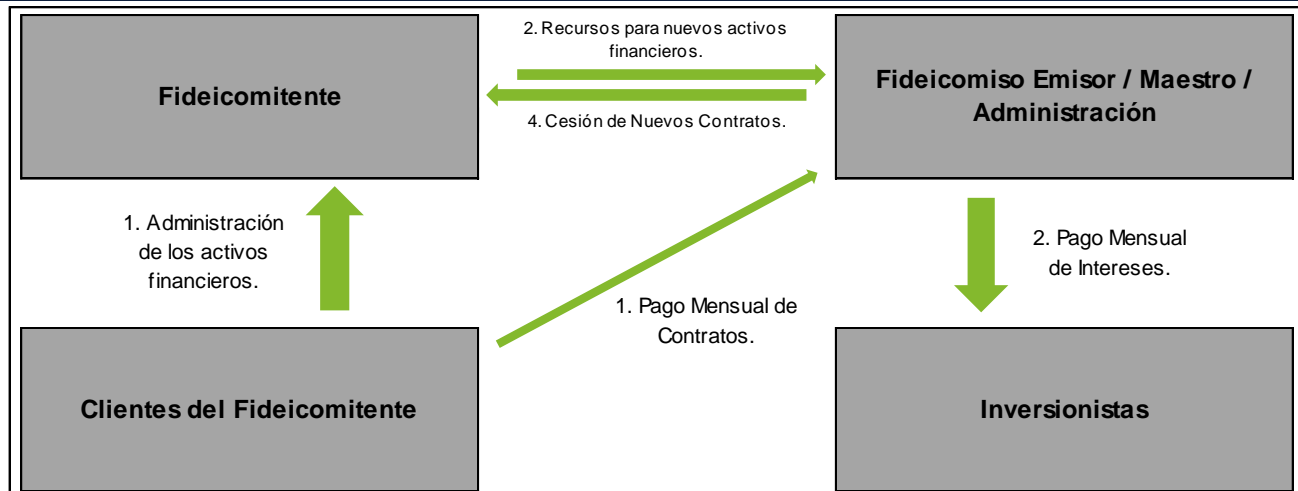 2. Recursos para nuevos activos
financieros.
Fideicomitente
Fideicomiso Emisor / Maestro /
Administración
4. Cesión de Nuevos Contratos.
1. Administración
de los activos
financieros.
2. Pago Mensual
de Intereses.
1. Pago Mensual de
Contratos.
Clientes del Fideicomitente
Inversionistas